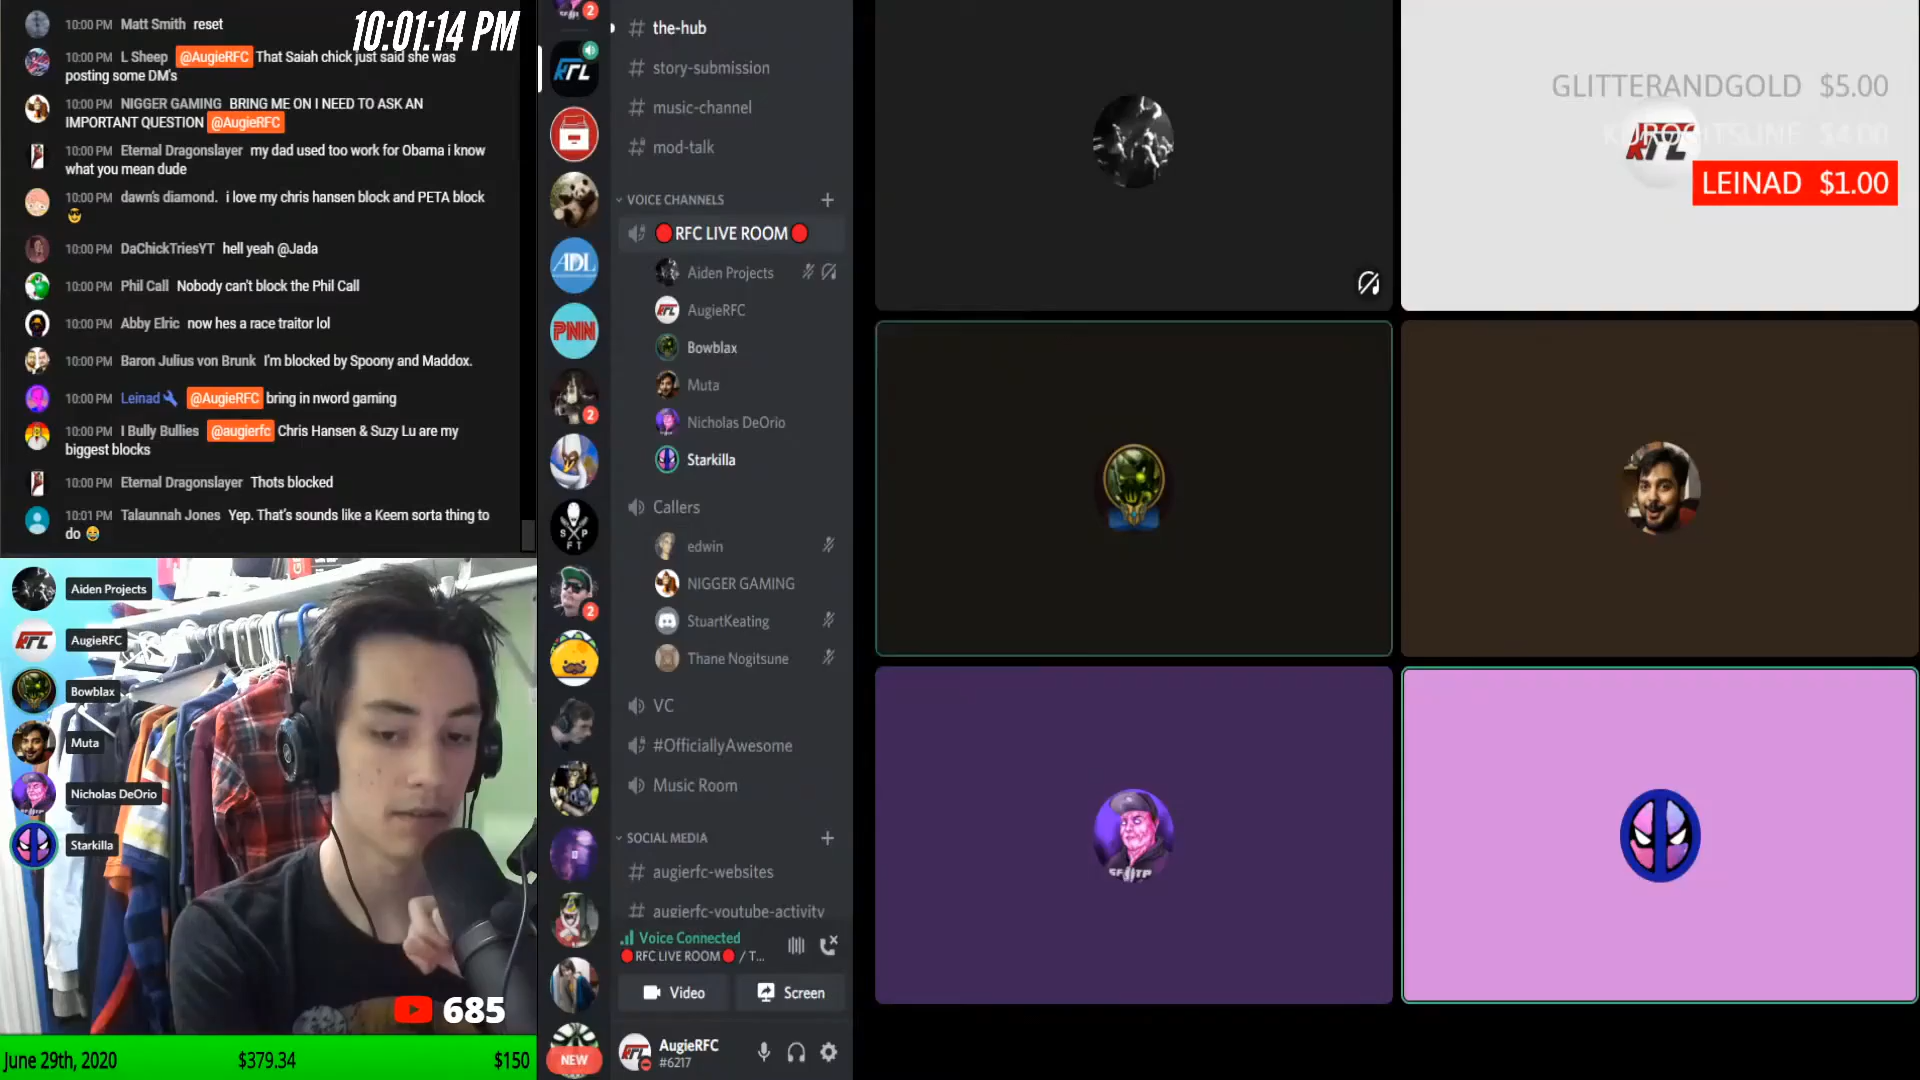 10:00 PM Matt Smith reset
10:01:14 PM
10:00 PM L Sheep @AugieRFC That Saiah chick just said she was
posting some DM's
10:00 PM NIGGER GAMING BRING ME ON I NEED TO ASK AN
IMPORTANT QUESTION @AugieRFC
10:00 PM Eternal Dragonslayer my dad used too work for Obama i know
what you mean dude
10:00 PM dawn's diamond. i love my chris hansen block and PETA block
10:00 PM DaChickTriesYT hell yeah @Jada
10:00 PM Phil Call Nobody can't block the Phil Call
10:00 PM Abby Elric now hes a race traitor lol
10:00 PM Baron Julius von Brunk I'm blocked by Spoony and Maddox.
10:00 PM Leinad @AugieRFC bring in nword gaming
10:00 PM I Bully Bullies @augierfc Chris Hansen & Suzy Lu are my
biggest blocks
10:00 PM Eternal Dragonslayer Thots blocked
10:01 PM Talaunnah Jones Yep. That's sounds like a Keem sorta thing to
do
Aiden Projects
AugieRFC
Bowblax
Muta
Nicholas DeOrio
Starkilla
685
June 29th, 2020 $379.34 $150
2
ADL
PNN
2
S P
F T
2
NEW
# the-hub
# story-submission
# music-channel
# mod-talk
VOICE CHANNELS +
RFC LIVE ROOM
Aiden Projects
AugieRFC
Bowblax
Muta
Nicholas DeOrio
Starkilla
Callers
edwin
NIGGER GAMING
StuartKeating
Thane Nogitsune
VC
#OfficiallyAwesome
Music Room
SOCIAL MEDIA +
# augierfc-websites
# augierfc-youtube-activity
Voice Connected
RFC LIVE ROOM / T...
Video
Screen
AugieRFC
#6217
GLITTERANDGOLD $5.00
KUROKITSUNE $4.00
LEINAD $1.00